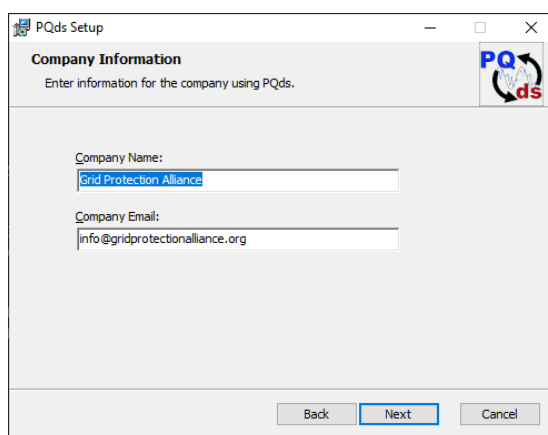 PQds Setup
Company Information
Enter information for the company using PQds.
PQ
ds
Company Name:
Grid Protection Alliance
Company Email:
info@gridprotectionalliance.org
Back Next Cancel